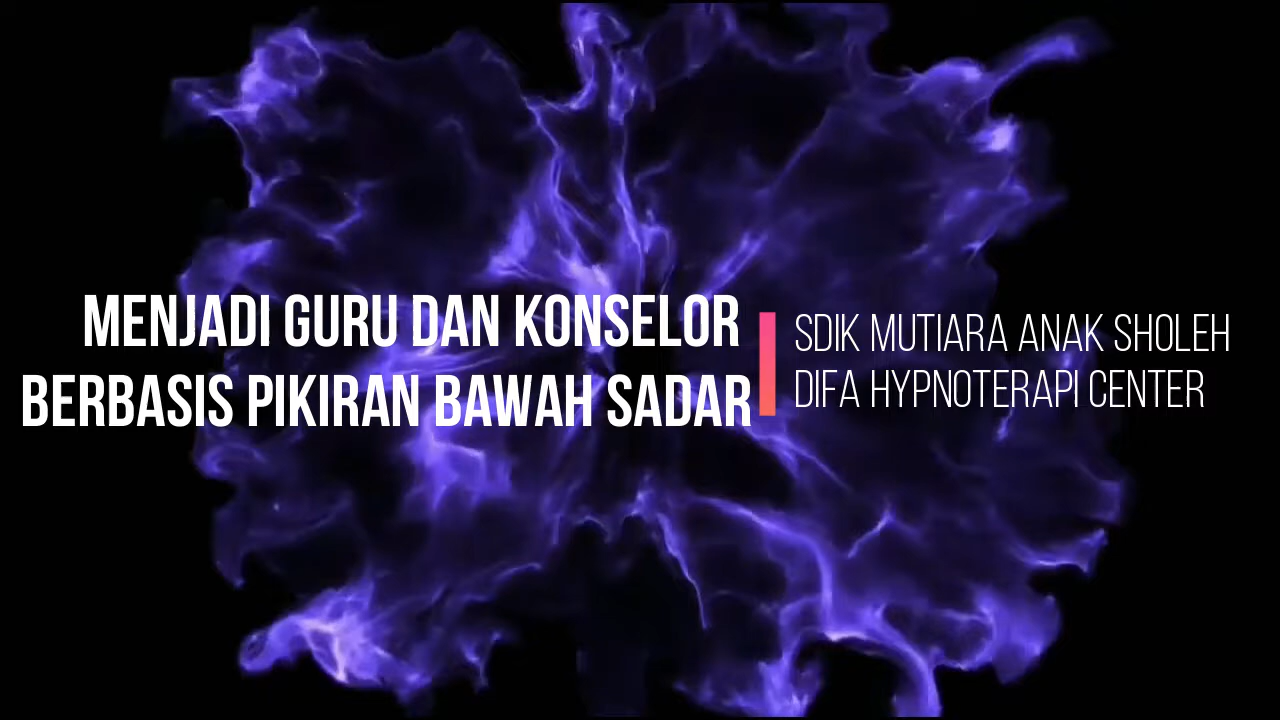 MENJADI GURU DAN KONSELOR
BERBASIS PIKIRAN BAWAH SADAR
SDIK MUTIARA ANAK SHOLEH
DIFA HYPNOTERAPI CENTER